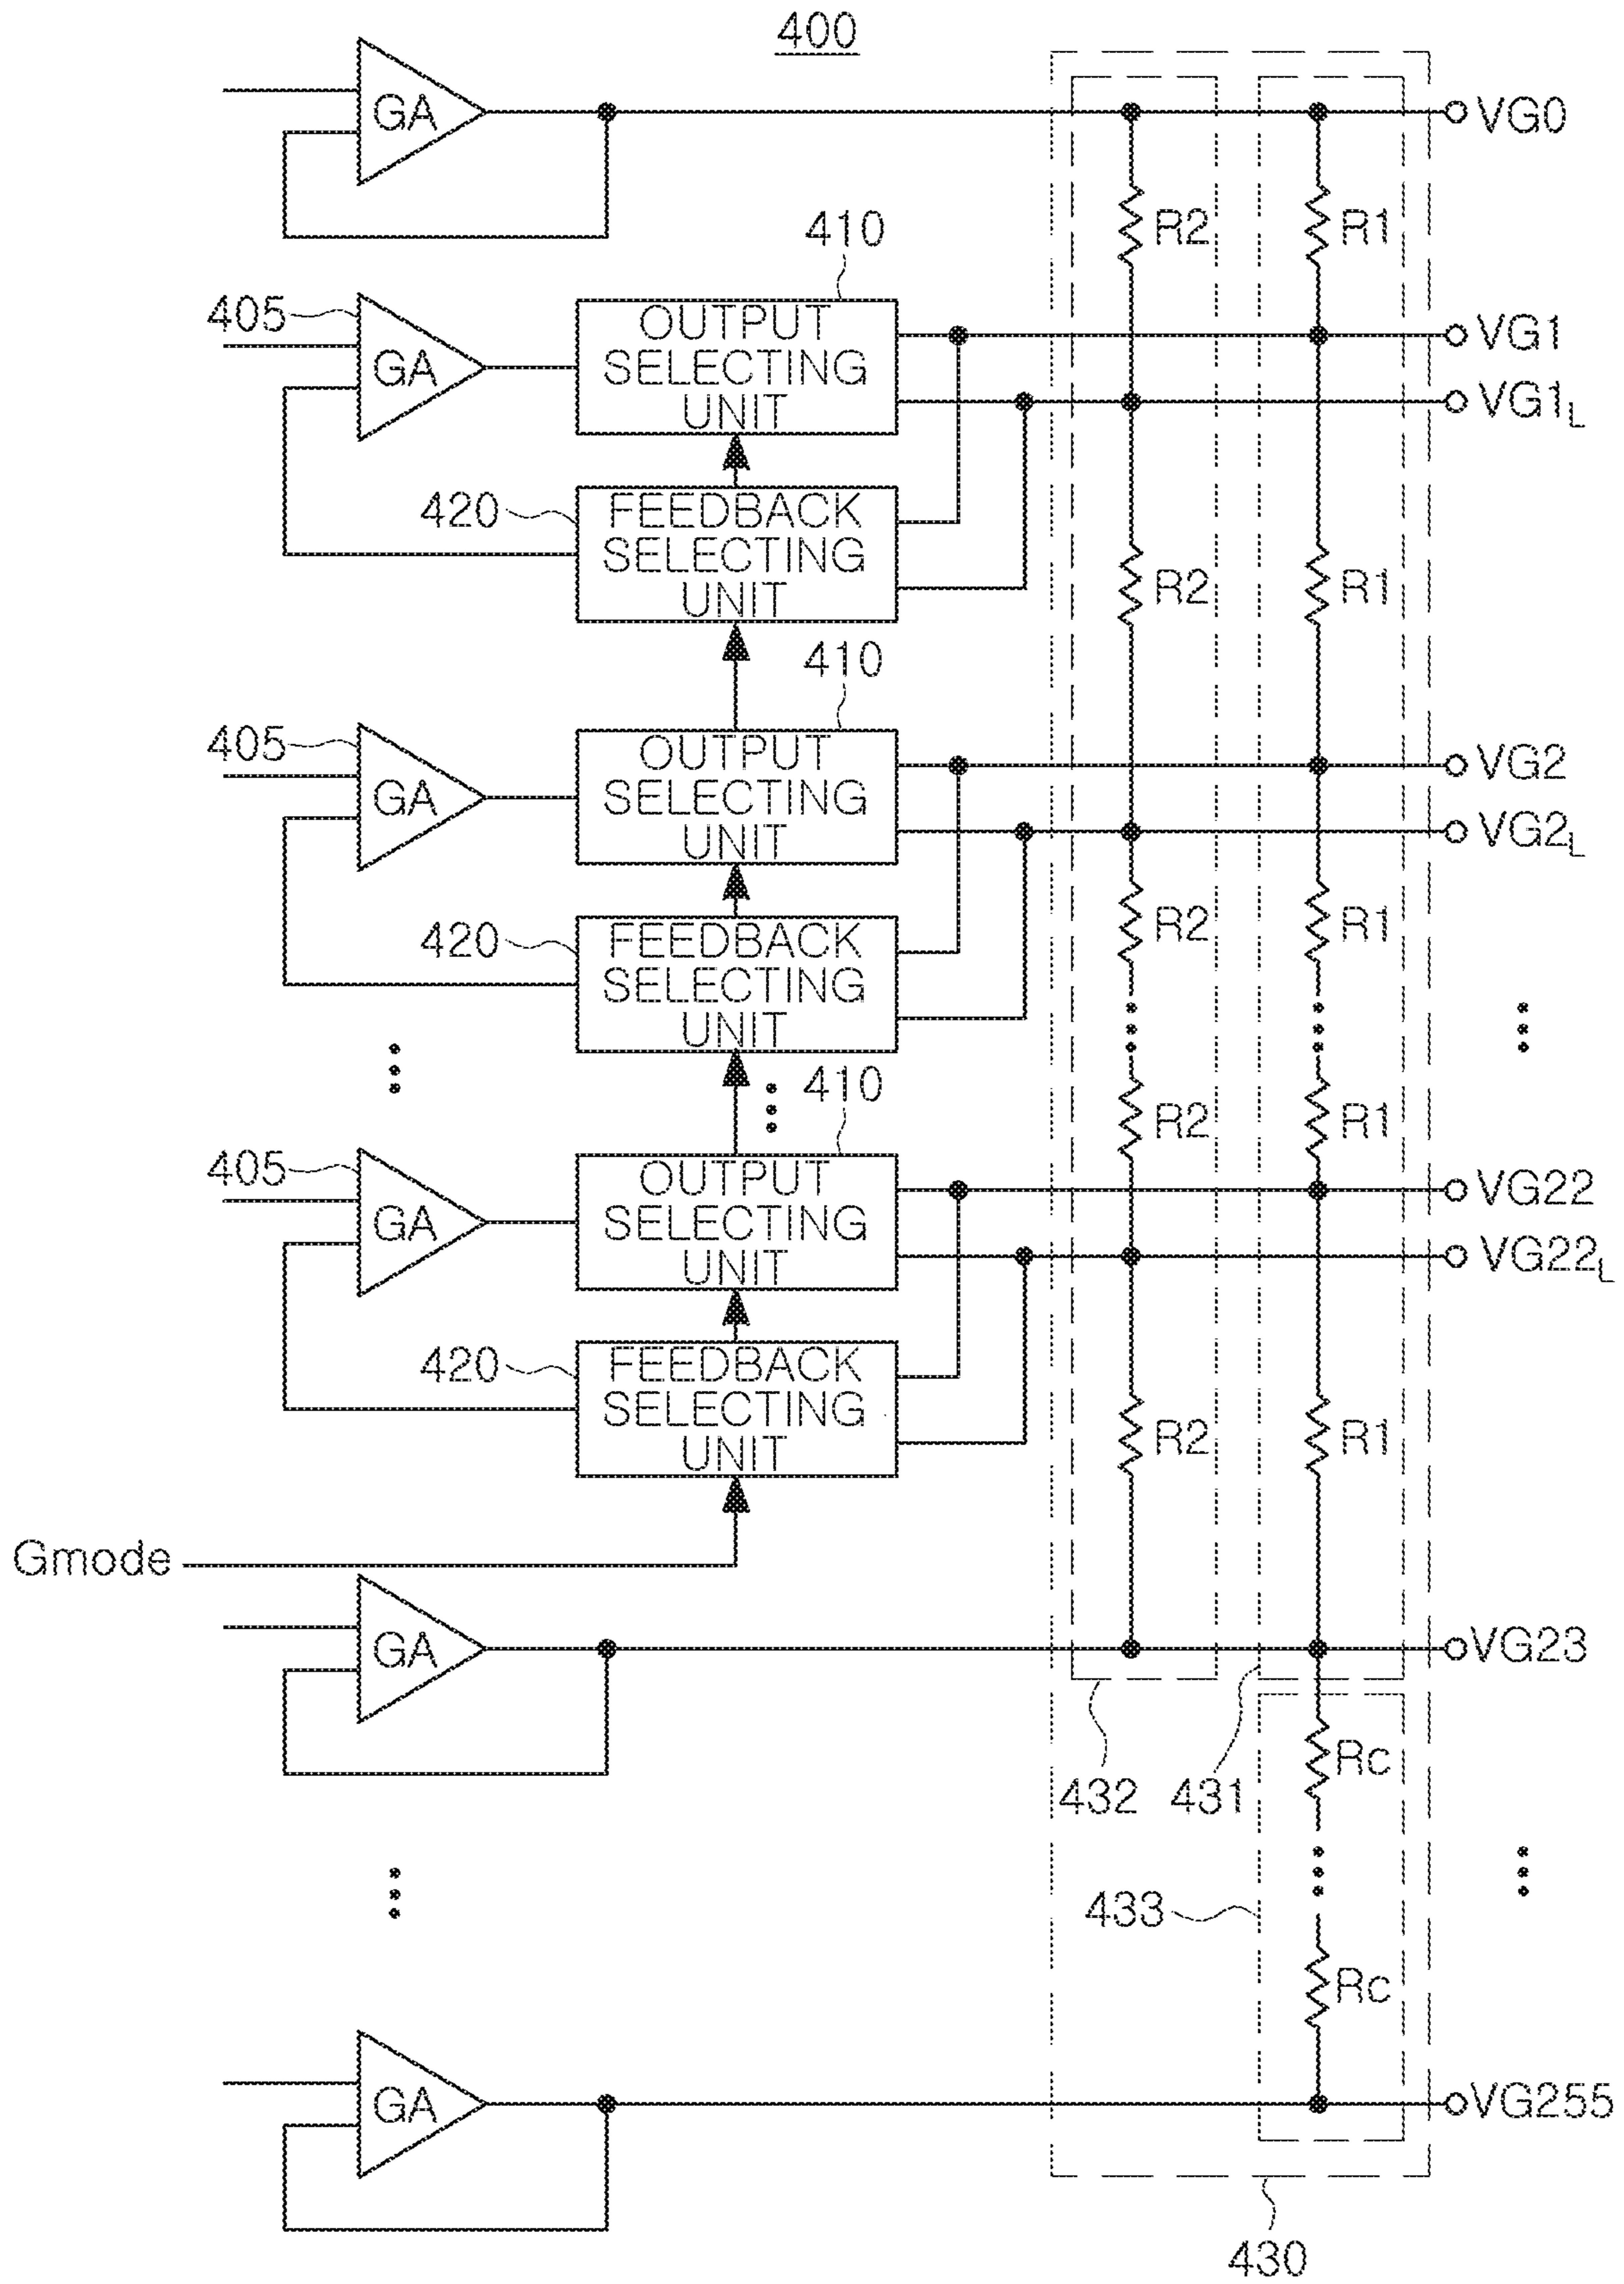 400
GA
VG0
R2
R1
410
405
GA
OUTPUT
SELECTING
UNIT
VG1
VG1L
420
FEEDBACK
SELECTING
UNIT
R2
R1
410
405
GA
OUTPUT
SELECTING
UNIT
VG2
VG2L
420
FEEDBACK
SELECTING
UNIT
R2
R1
410
R2
R1
405
GA
OUTPUT
SELECTING
UNIT
VG22
VG22L
420
FEEDBACK
SELECTING
UNIT
R2
R1
Gmode
GA
VG23
Rc
432
431
433
Rc
GA
VG255
430